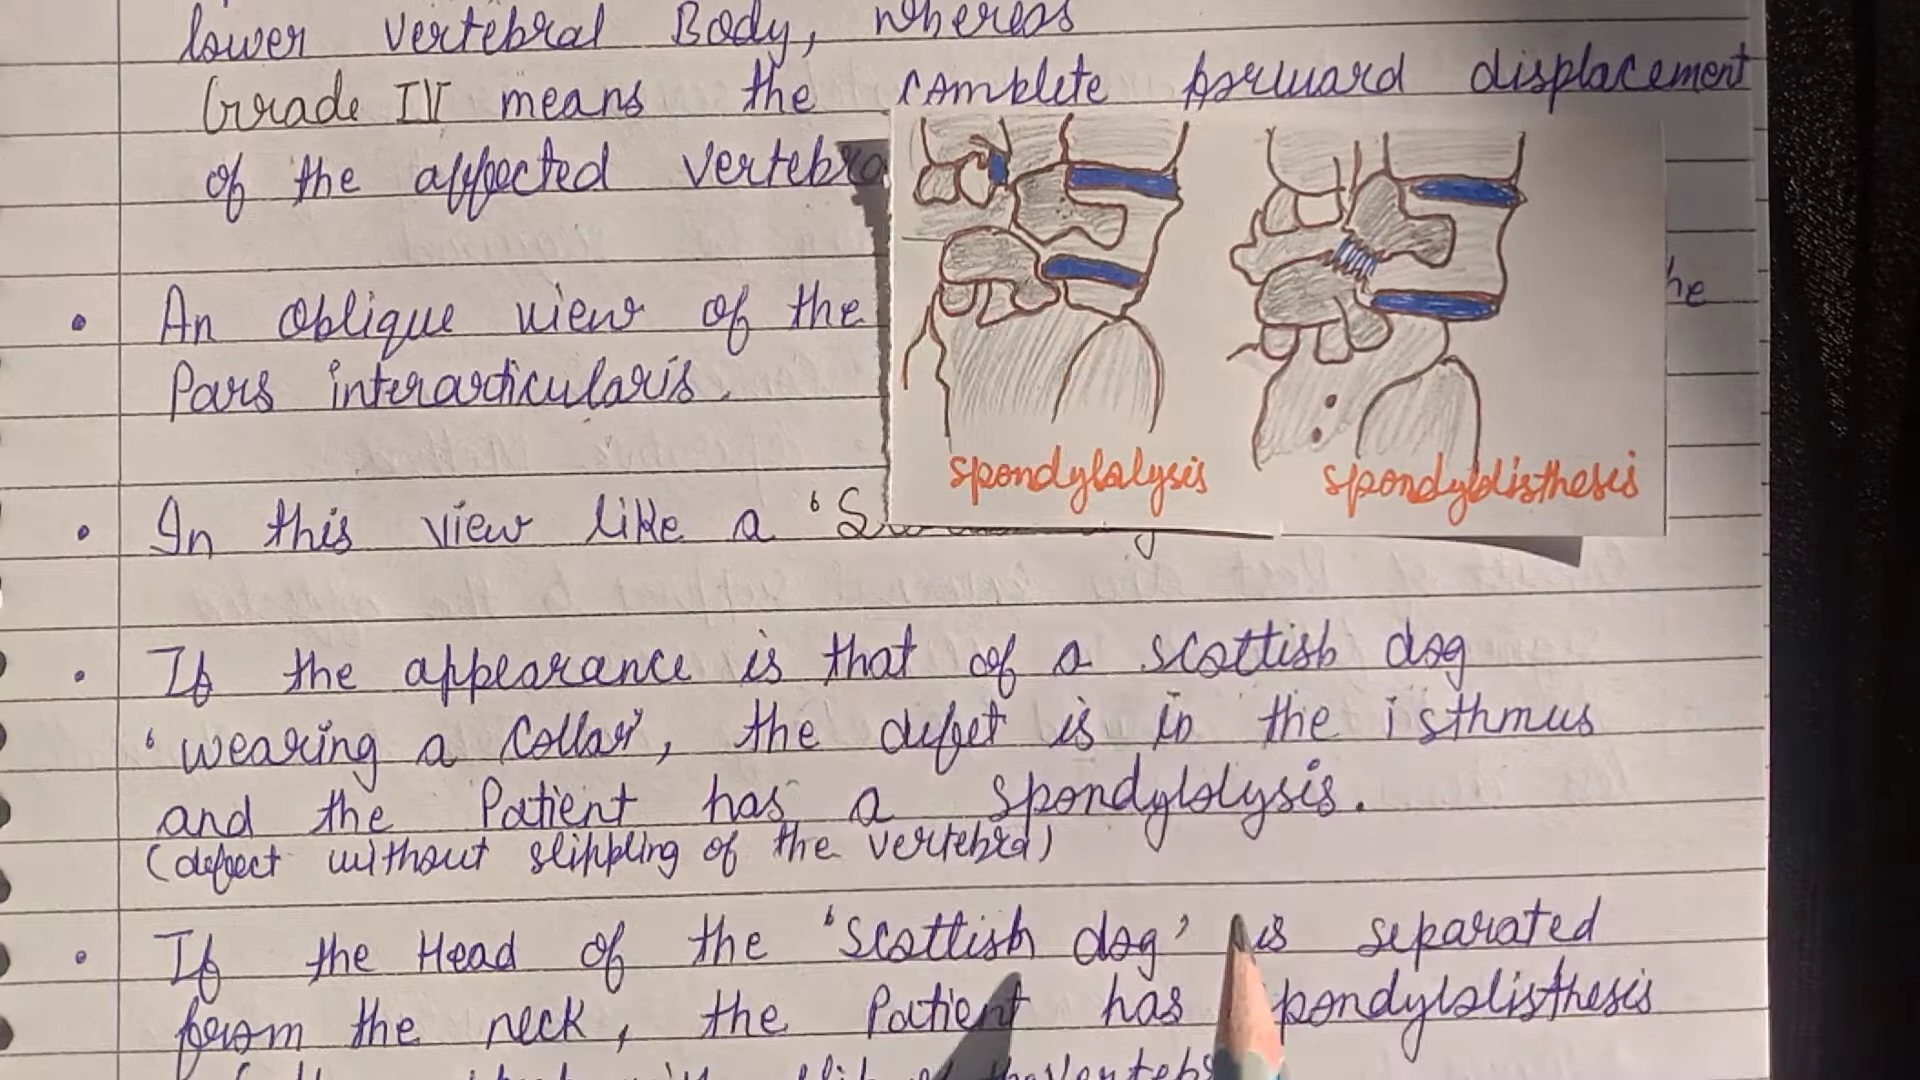 lower vertebral Body, whereas
Grade IV means the complete forward displacement
of the affected vertebra
An oblique view of the
he
Pars interarticularis.
spondylolysis
spondylolisthesis
In this view like a
If the appearance is that of a scottish dog
'wearing a collar', the defect is in the isthmus
and the Patient has a spondylolysis.
(defect without slippling of the vertebra)
If the Head of the 'scottish dog' is separated
from the neck, the Patient has spondylolisthesis